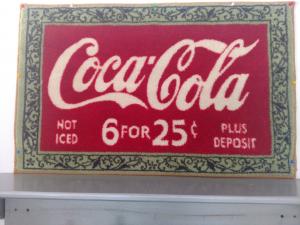 Coca-Cola
NOT ICED
6 FOR 25¢
PLUS DEPOSIT